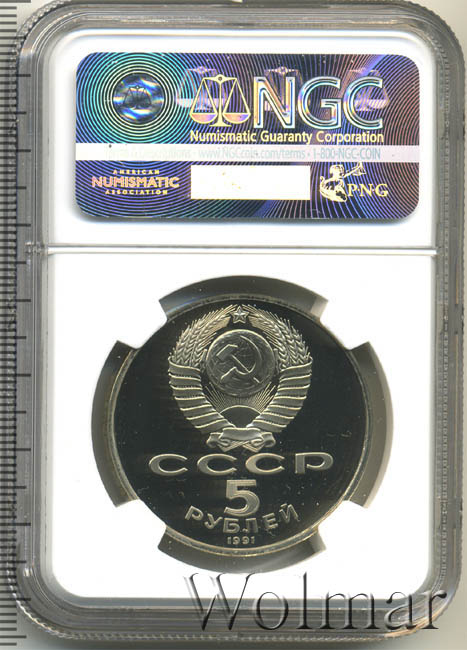 NGC
Numismatic Guaranty Corporation
www.NGCcoin.com/terms • 1-800-NGC-COIN
AMERICAN
NUMISMATIC
ASSOCIATION
PNG
СССР
5
РУБЛЕЙ
1991
Wolmar